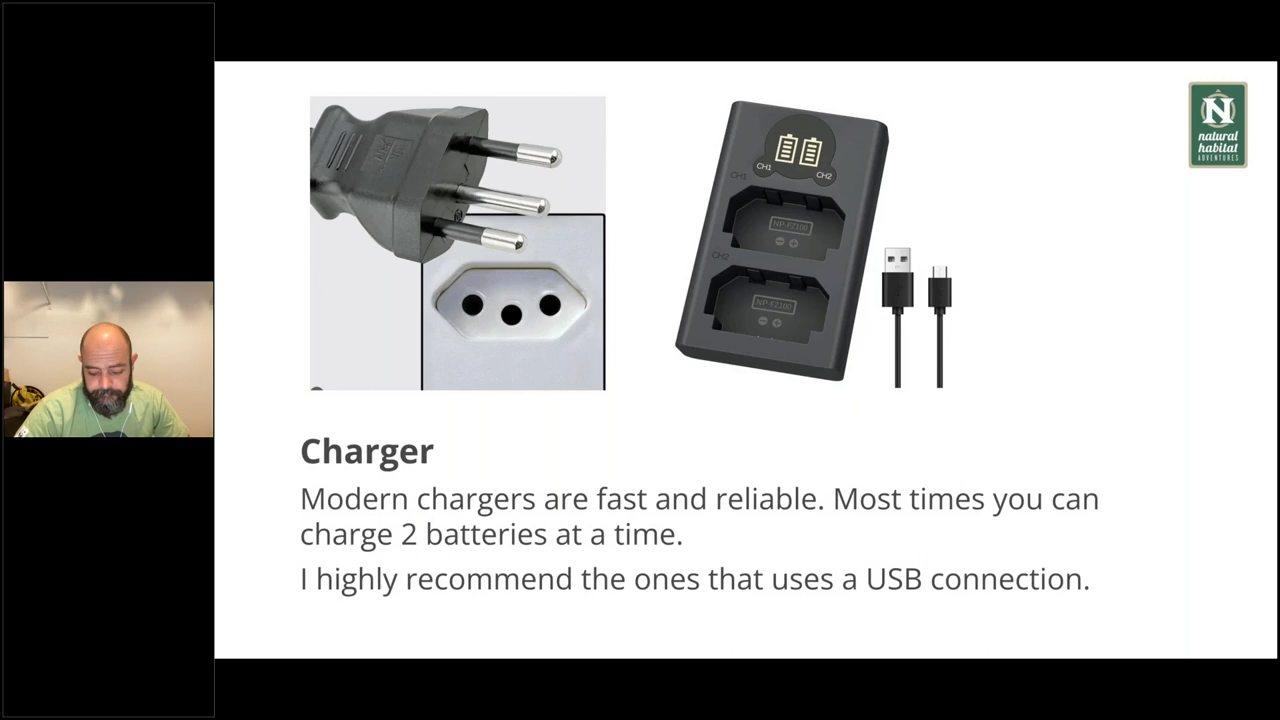 N
natural
habitat
ADVENTURES
CH1
CH2
CH1
NP-FZ100
CH2
NP-FZ100
Charger
Modern chargers are fast and reliable. Most times you can
charge 2 batteries at a time.
I highly recommend the ones that uses a USB connection.